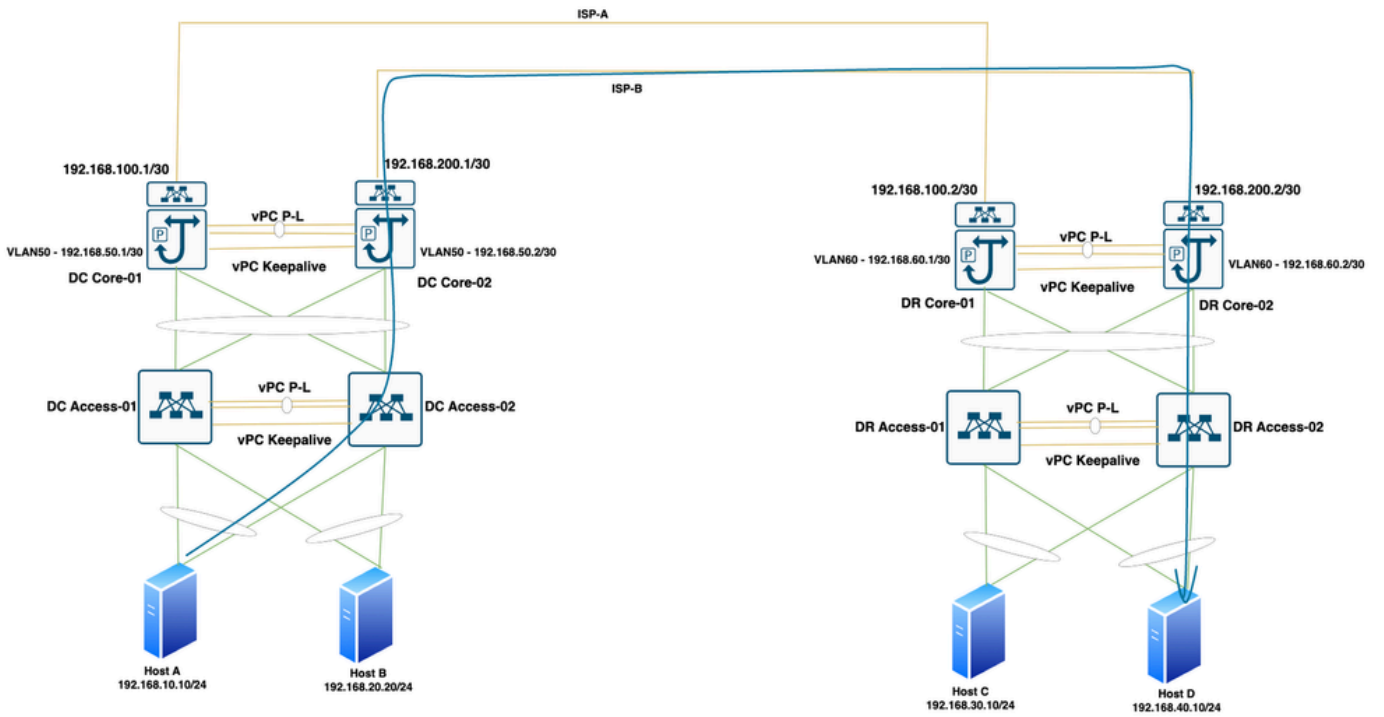 ISP-A
ISP-B
192.168.100.1/30
192.168.200.1/30
192.168.100.2/30
192.168.200.2/30
vPC P-L
P
P
VLAN50 - 192.168.50.1/30
VLAN50 - 192.168.50.2/30
vPC Keepalive
DC Core-01
DC Core-02
vPC P-L
P
P
VLAN60 - 192.168.60.1/30
VLAN60 - 192.168.60.2/30
vPC Keepalive
DR Core-01
DR Core-02
vPC P-L
DC Access-01
DC Access-02
vPC Keepalive
vPC P-L
DR Access-01
DR Access-02
vPC Keepalive
Host A
192.168.10.10/24
Host B
192.168.20.20/24
Host C
192.168.30.10/24
Host D
192.168.40.10/24